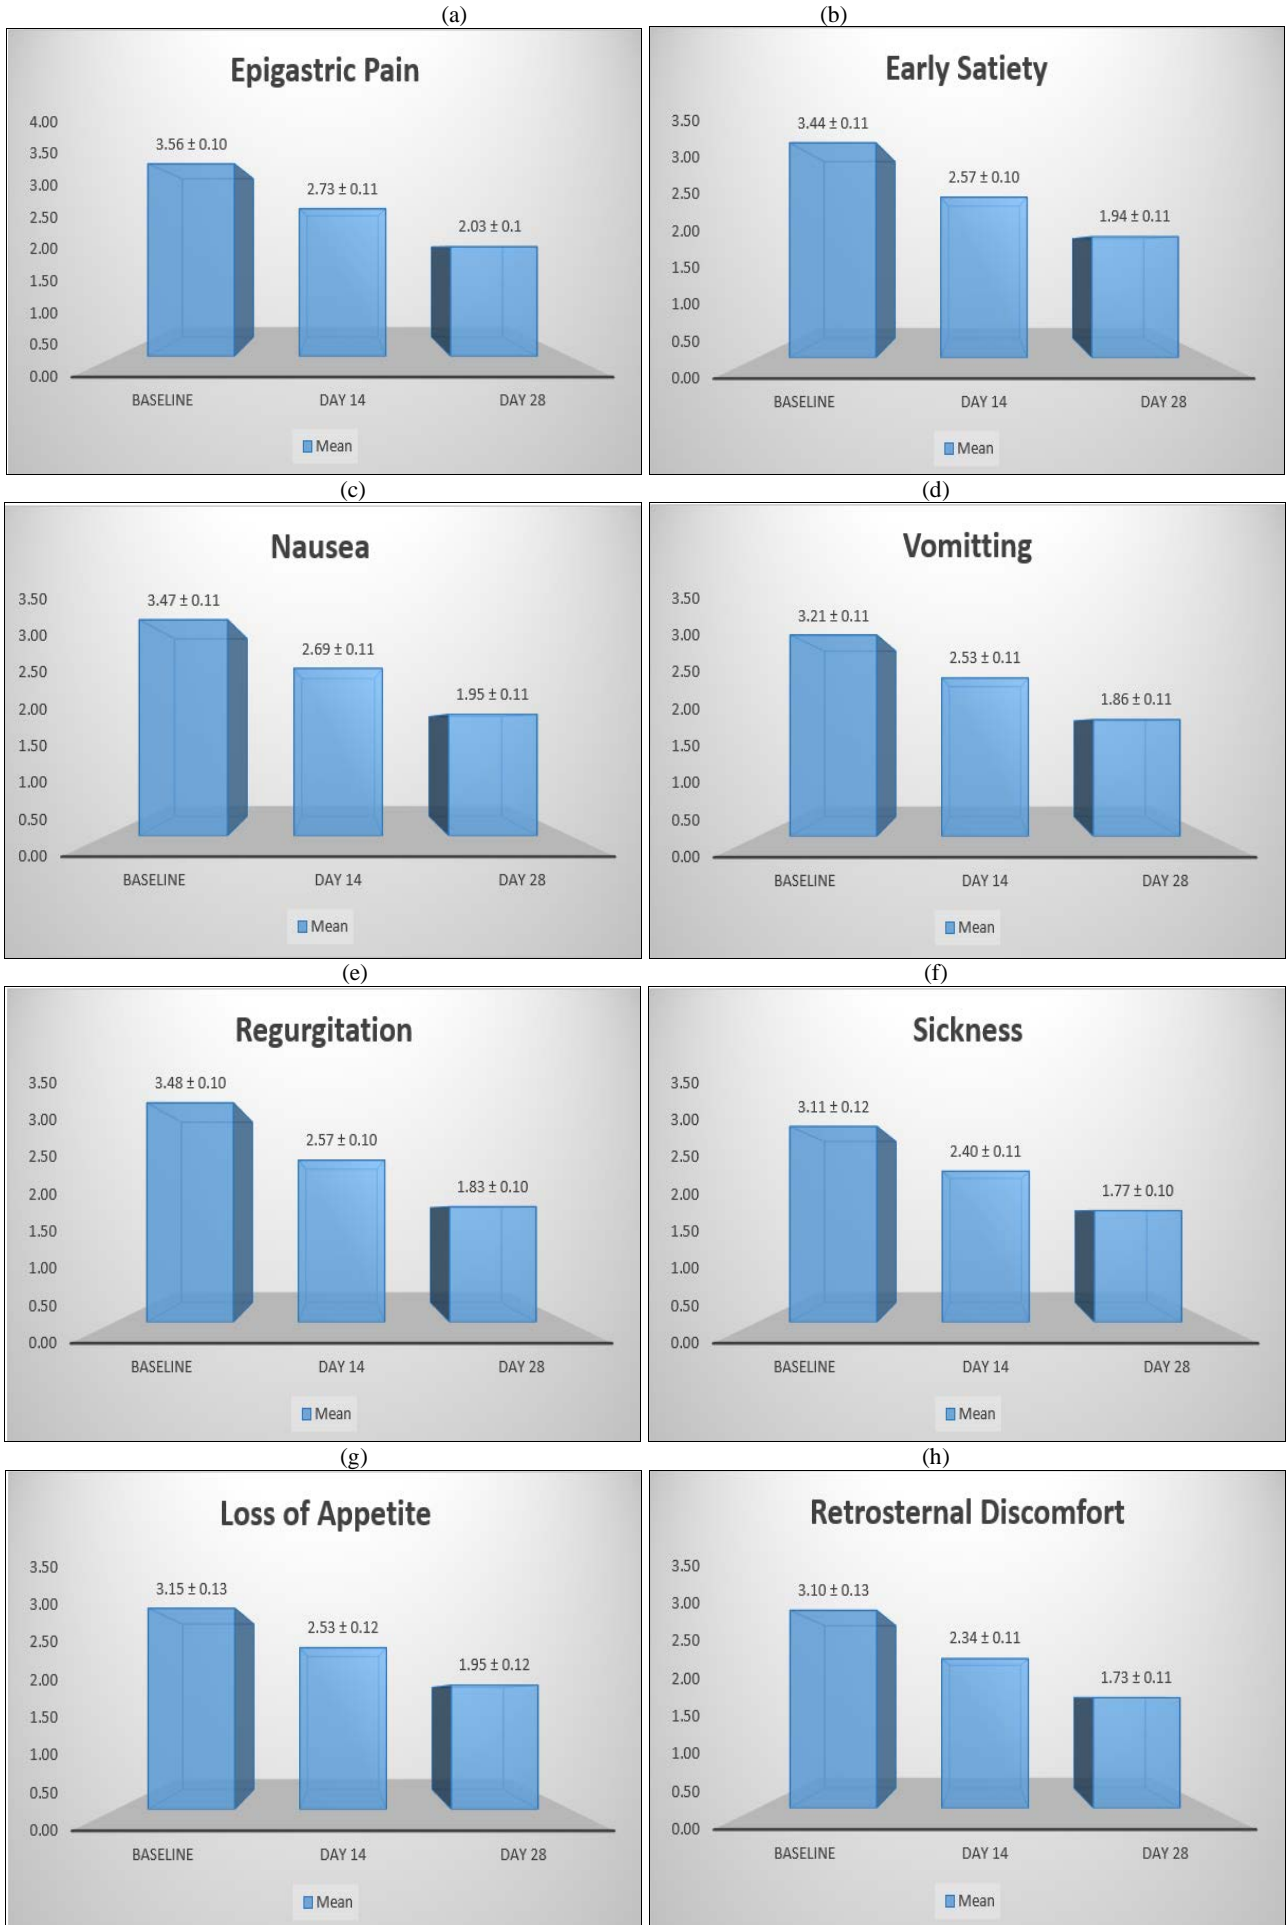 (a)
Epigastric Pain
4.00
3.50
3.00
2.50
2.00
1.50
1.00
0.50
0.00
3.56 ± 0.10
2.73 ± 0.11
2.03 ± 0.1
BASELINE DAY 14 DAY 28
Mean
(b)
Early Satiety
3.50
3.00
2.50
2.00
1.50
1.00
0.50
0.00
3.44 ± 0.11
2.57 ± 0.10
1.94 ± 0.11
BASELINE DAY 14 DAY 28
Mean
(c)
Nausea
3.50
3.00
2.50
2.00
1.50
1.00
0.50
0.00
3.47 ± 0.11
2.69 ± 0.11
1.95 ± 0.11
BASELINE DAY 14 DAY 28
Mean
(d)
Vomitting
3.50
3.00
2.50
2.00
1.50
1.00
0.50
0.00
3.21 ± 0.11
2.53 ± 0.11
1.86 ± 0.11
BASELINE DAY 14 DAY 28
Mean
(e)
Regurgitation
3.50
3.00
2.50
2.00
1.50
1.00
0.50
0.00
3.48 ± 0.10
2.57 ± 0.10
1.83 ± 0.10
BASELINE DAY 14 DAY 28
Mean
(f)
Sickness
3.50
3.00
2.50
2.00
1.50
1.00
0.50
0.00
3.11 ± 0.12
2.40 ± 0.11
1.77 ± 0.10
BASELINE DAY 14 DAY 28
Mean
(g)
Loss of Appetite
3.50
3.00
2.50
2.00
1.50
1.00
0.50
0.00
3.15 ± 0.13
2.53 ± 0.12
1.95 ± 0.12
BASELINE DAY 14 DAY 28
Mean
(h)
Retrosternal Discomfort
3.50
3.00
2.50
2.00
1.50
1.00
0.50
0.00
3.10 ± 0.13
2.34 ± 0.11
1.73 ± 0.11
BASELINE DAY 14 DAY 28
Mean